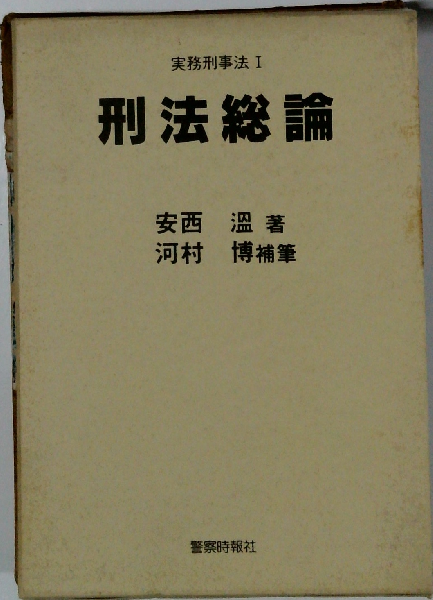 実務刑事法 I
刑法総論
安西 溫 著
河村 博 補筆
警察時報社